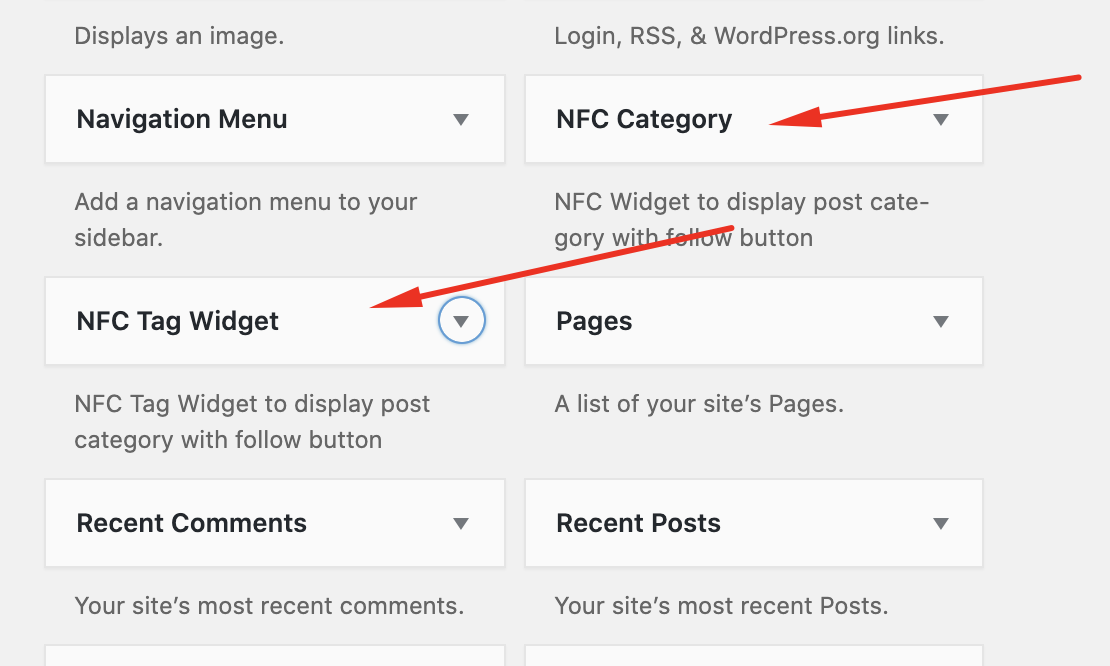 Displays an image.
Login, RSS, & WordPress.org links.
Navigation Menu
NFC Category
Add a navigation menu to your
sidebar.
NFC Widget to display post cate-
gory with follow button
NFC Tag Widget
Pages
NFC Tag Widget to display post
category with follow button
A list of your site’s Pages.
Recent Comments
Recent Posts
Your site’s most recent comments.
Your site’s most recent Posts.